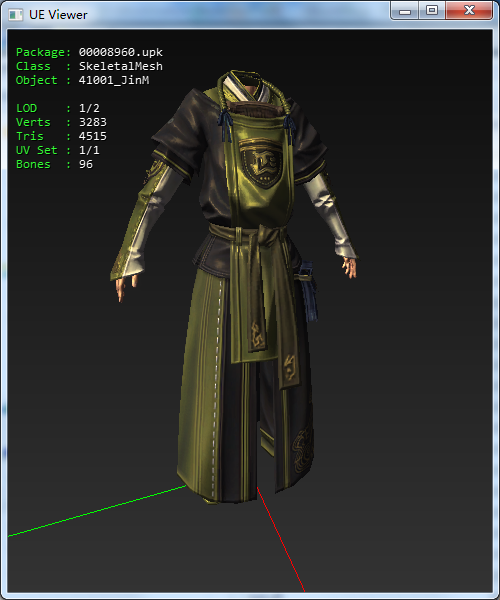 UE Viewer
Package: 00008960.upk
Class : SkeletalMesh
Object : 41001_JinM
LOD : 1/2
Verts : 3283
Tris : 4515
UV Set : 1/1
Bones : 96